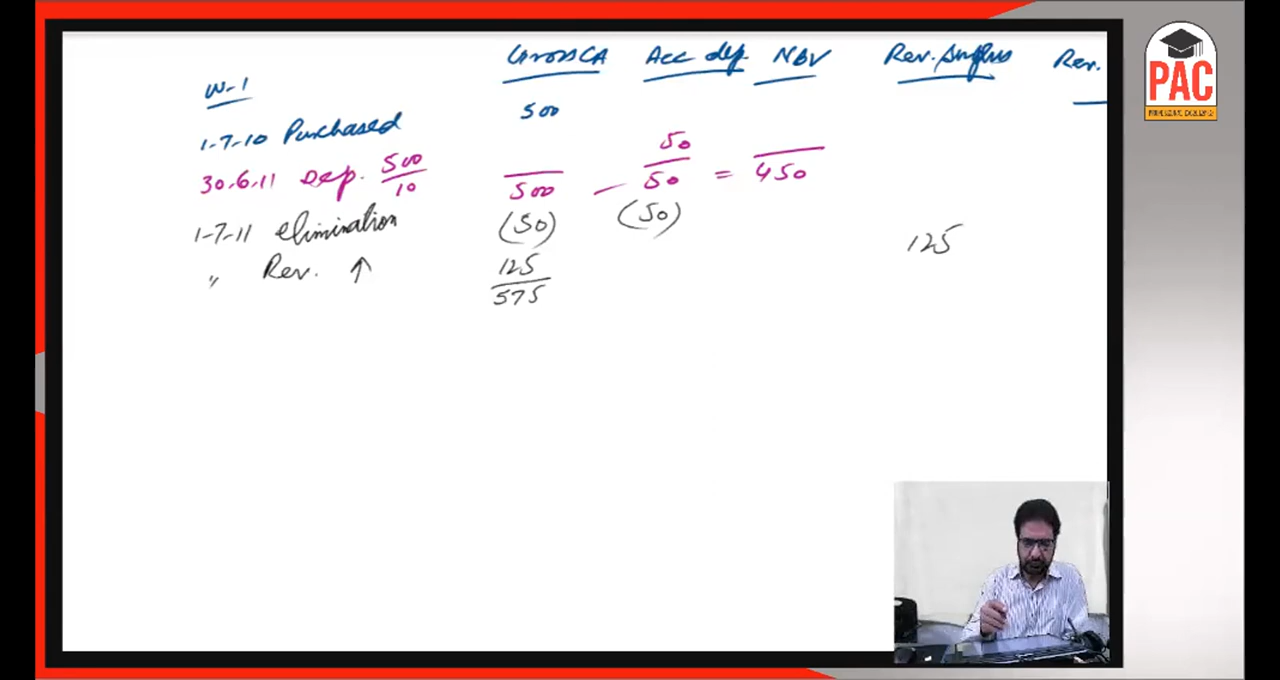 Gross CA Acc dep. NBV Rev. Surplus Rev.
W-1
500
1-7-10 Purchased
50
30.6.11 Dep. 500/10 500 - 50 = 450
1-7-11 elimination (50) (50)
125
" Rev. ↑ 125
575
PAC